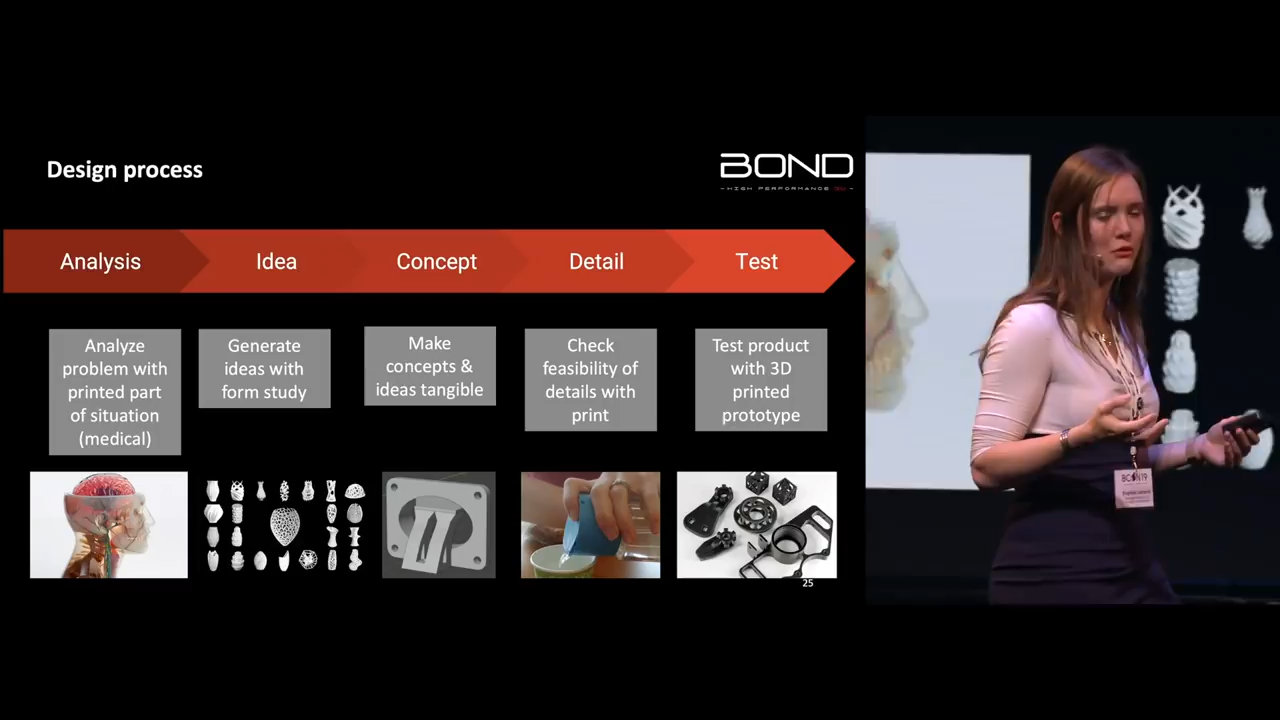 Design process
BOND
HIGH PERFORMANCE
Analysis
Idea
Concept
Detail
Test
Analyze
problem with
printed part
of situation
(medical)
Generate
ideas with
form study
Make
concepts &
ideas tangible
Check
feasibility of
details with
print
Test product
with 3D
printed
prototype
25